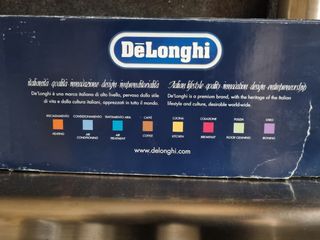 DeLonghi
italianità qualità innovazione design imprenditorialità
De'Longhi è una marca italiana di alto livello, pervasa dallo stile
di vita e dalla cultura italiani, apprezzati in tutto il mondo.
Italian lifestyle quality innovation design entrepreneurship
De'Longhi is a premium brand, with the heritage of the Italian
lifestyle and culture, desirable world-wide.
RISCALDAMENTO CONDIZIONAMENTO TRATTAMENTO ARIA CAFFÈ CUCINA COLAZIONE PULIZIA STIRO
HEATING AIR CONDITIONING AIR TREATMENT COFFEE KITCHEN BREAKFAST FLOOR CLEANING IRONING
www.delonghi.com